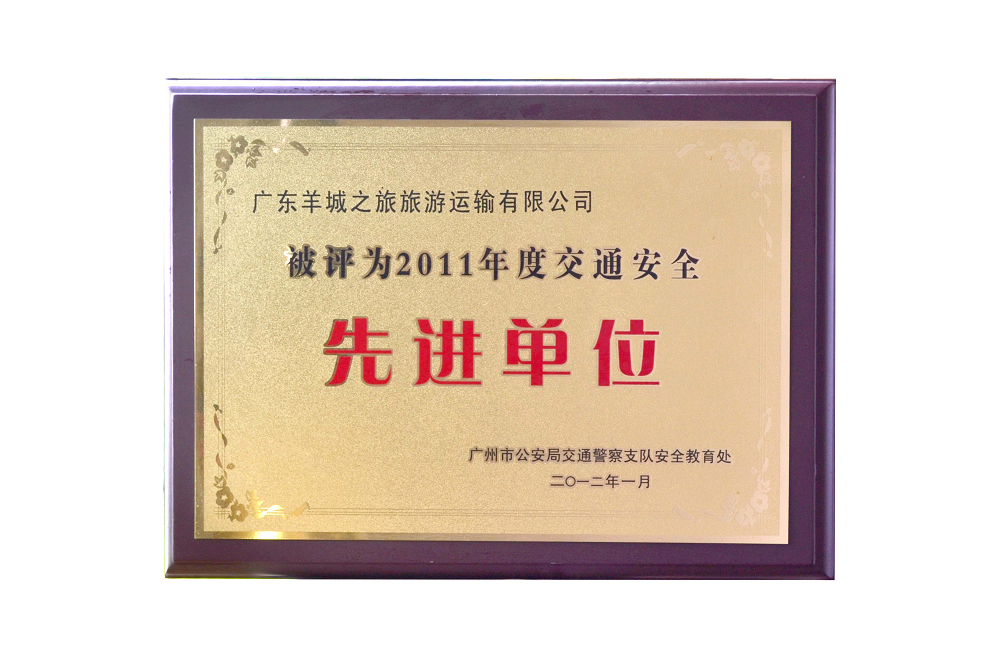 广东羊城之旅旅游运输有限公司
被评为2011年度交通安全
先进单位
广州市公安局交通警察支队安全教育处
二〇一二年一月